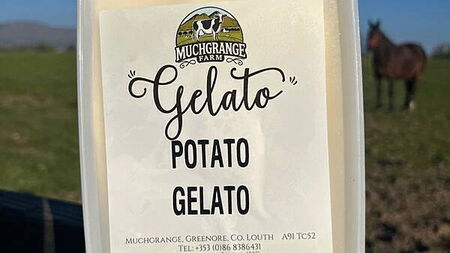 MUCHGRANGE
FARM
"Gelato"
POTATO
GELATO
MUCHGRANGE, GREENORE, CO. LOUTH A91 TC52
TEL: +353 (0)86 8386431